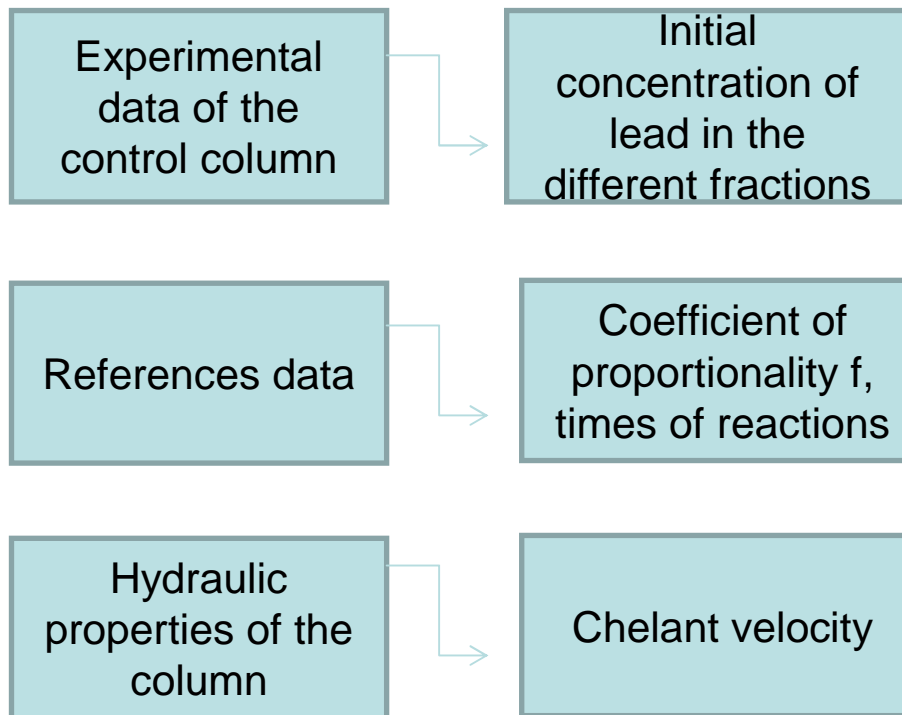 Experimental
data of the
control column
Initial
concentration of
lead in the
different fractions
References data
Coefficient of
proportionality f,
times of reactions
Hydraulic
properties of the
column
Chelant velocity